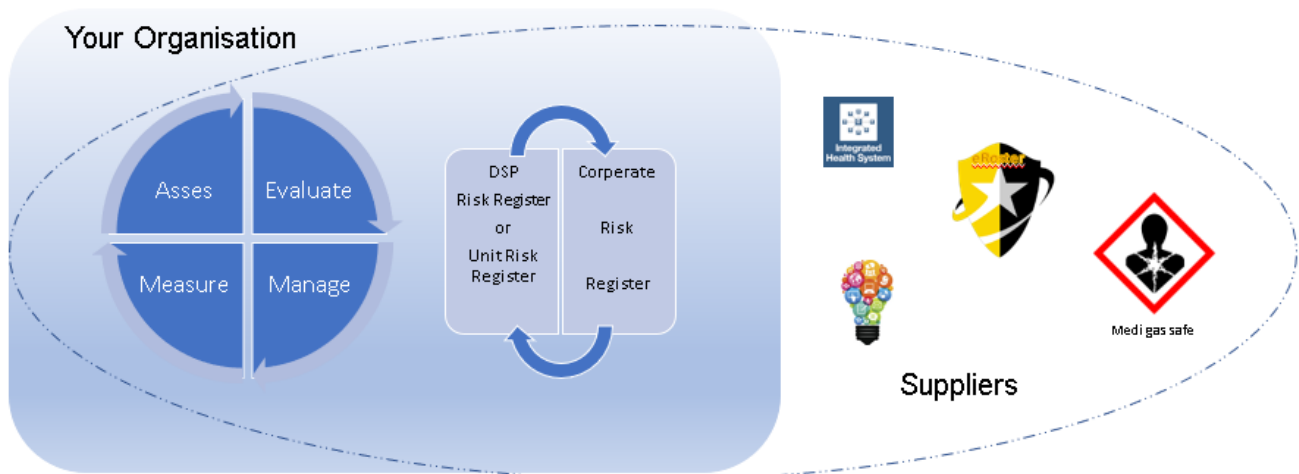 Your Organisation
Asses
Evaluate
Measure
Manage
DSP
Risk Register
or
Unit Risk
Register
Corperate
Risk
Register
Integrated
Health System
eRoster
Medi gas safe
Suppliers